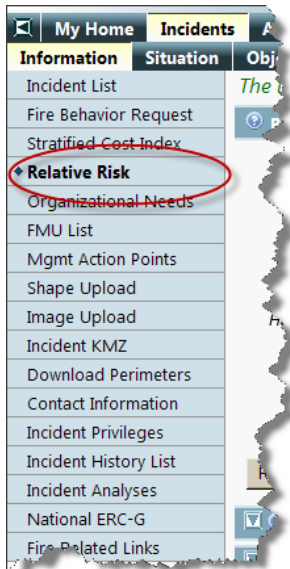 My Home Incidents
Information Situation
Incident List The
Fire Behavior Request
Stratified Cost Index
Relative Risk
Organizational Needs
FMU List
Mgmt Action Points
Shape Upload
Image Upload
Incident KMZ
Download Perimeters
Contact Information
Incident Privileges
Incident History List
Incident Analyses
National ERC-G
Fire Related Links